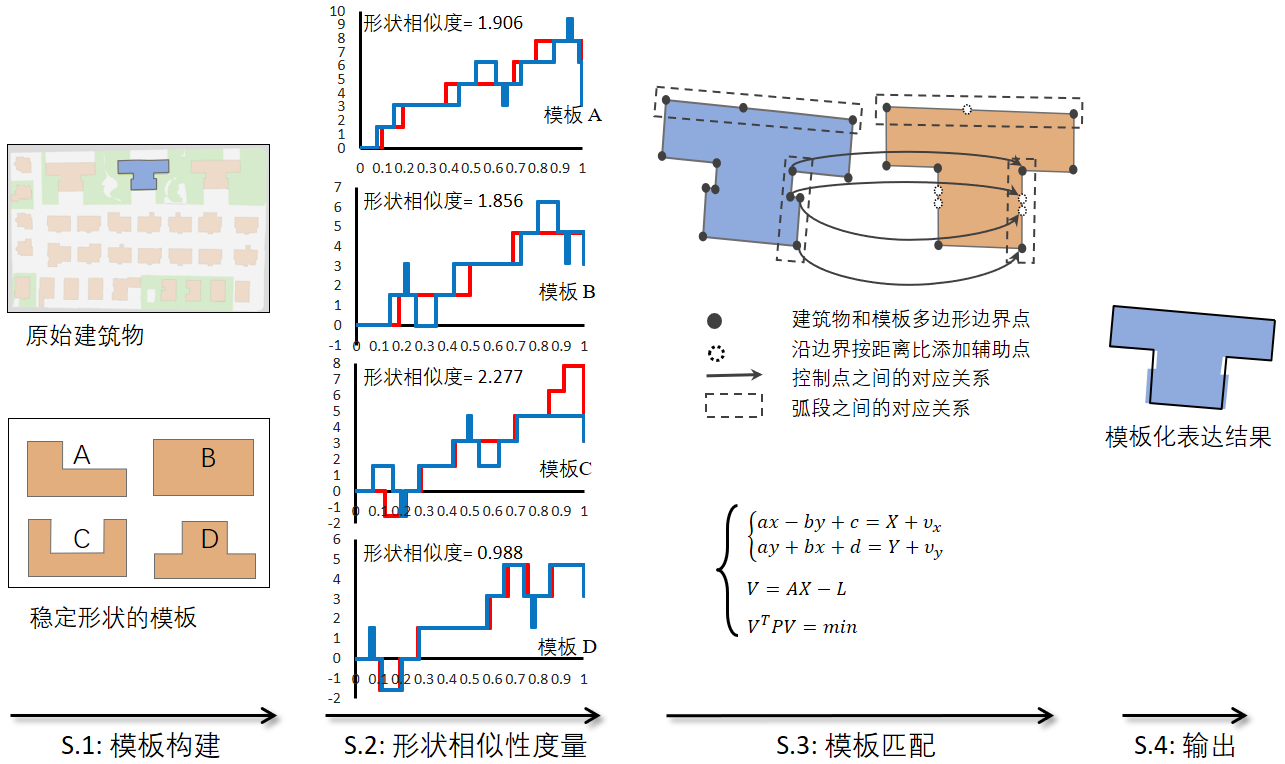 原始建筑物
A
B
C
D
稳定形状的模板
S.1: 模板构建
10
9
8
7
6
5
4
3
2
1
0
形状相似度= 1.906
模板 A
0 0.1 0.2 0.3 0.4 0.5 0.6 0.7 0.8 0.9 1
7
6
5
4
3
2
1
0
-1
形状相似度= 1.856
模板 B
0 0.1 0.2 0.3 0.4 0.5 0.6 0.7 0.8 0.9 1
8
7
6
5
4
3
2
1
0
-1
-2
形状相似度= 2.277
模板C
0 0.1 0.2 0.3 0.4 0.5 0.6 0.7 0.8 0.9 1
6
5
4
3
2
1
0
-1
-2
形状相似度= 0.988
模板 D
0 0.1 0.2 0.3 0.4 0.5 0.6 0.7 0.8 0.9 1
S.2: 形状相似性度量
建筑物和模板多边形边界点
沿边界按距离比添加辅助点
控制点之间的对应关系
弧段之间的对应关系
ax − by + c = X + υx
ay + bx + d = Y + υy
V = AX − L
V^T PV = min
S.3: 模板匹配
模板化表达结果
S.4: 输出